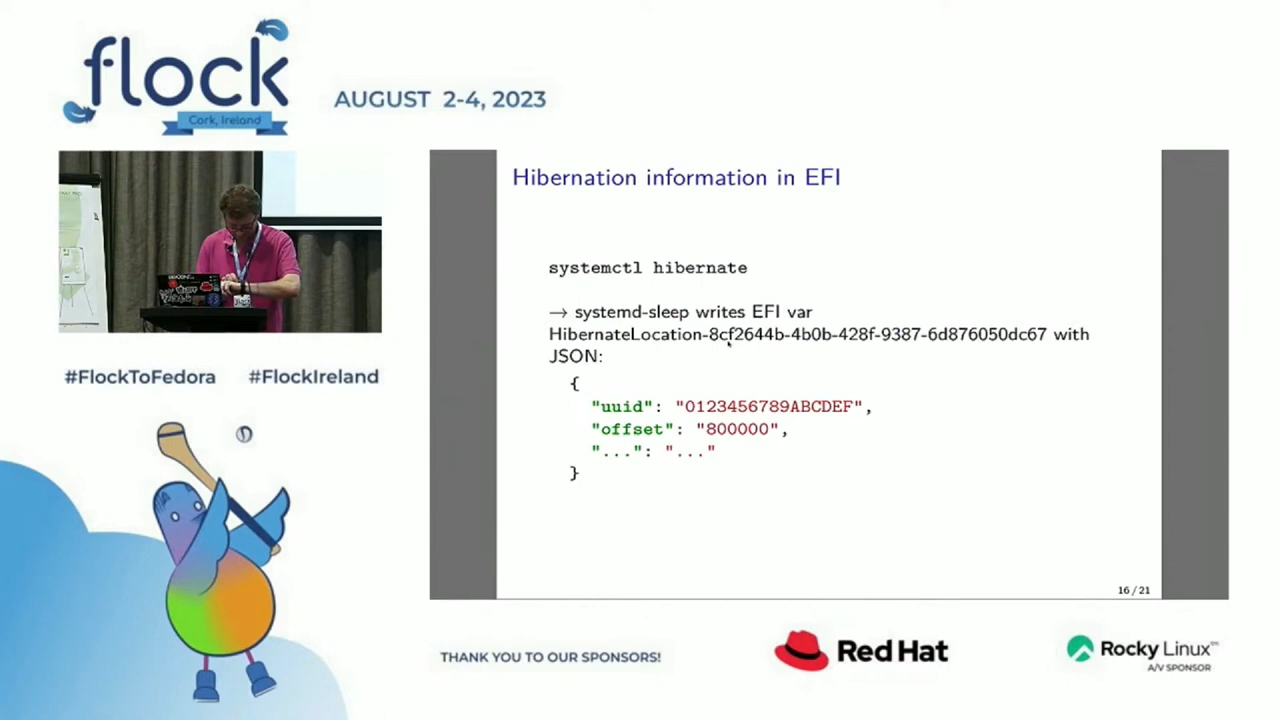 flock
Cork, Ireland
AUGUST 2-4, 2023
#FlockToFedora #FlockIreland
Hibernation information in EFI
systemctl hibernate
→ systemd-sleep writes EFI var
HibernateLocation-8cf2644b-4b0b-428f-9387-6d876050dc67 with
JSON:
{
"uuid": "0123456789ABCDEF",
"offset": "800000",
"...": "..."
}
16 / 21
THANK YOU TO OUR SPONSORS!
Red Hat
Rocky Linux™
A/V SPONSOR